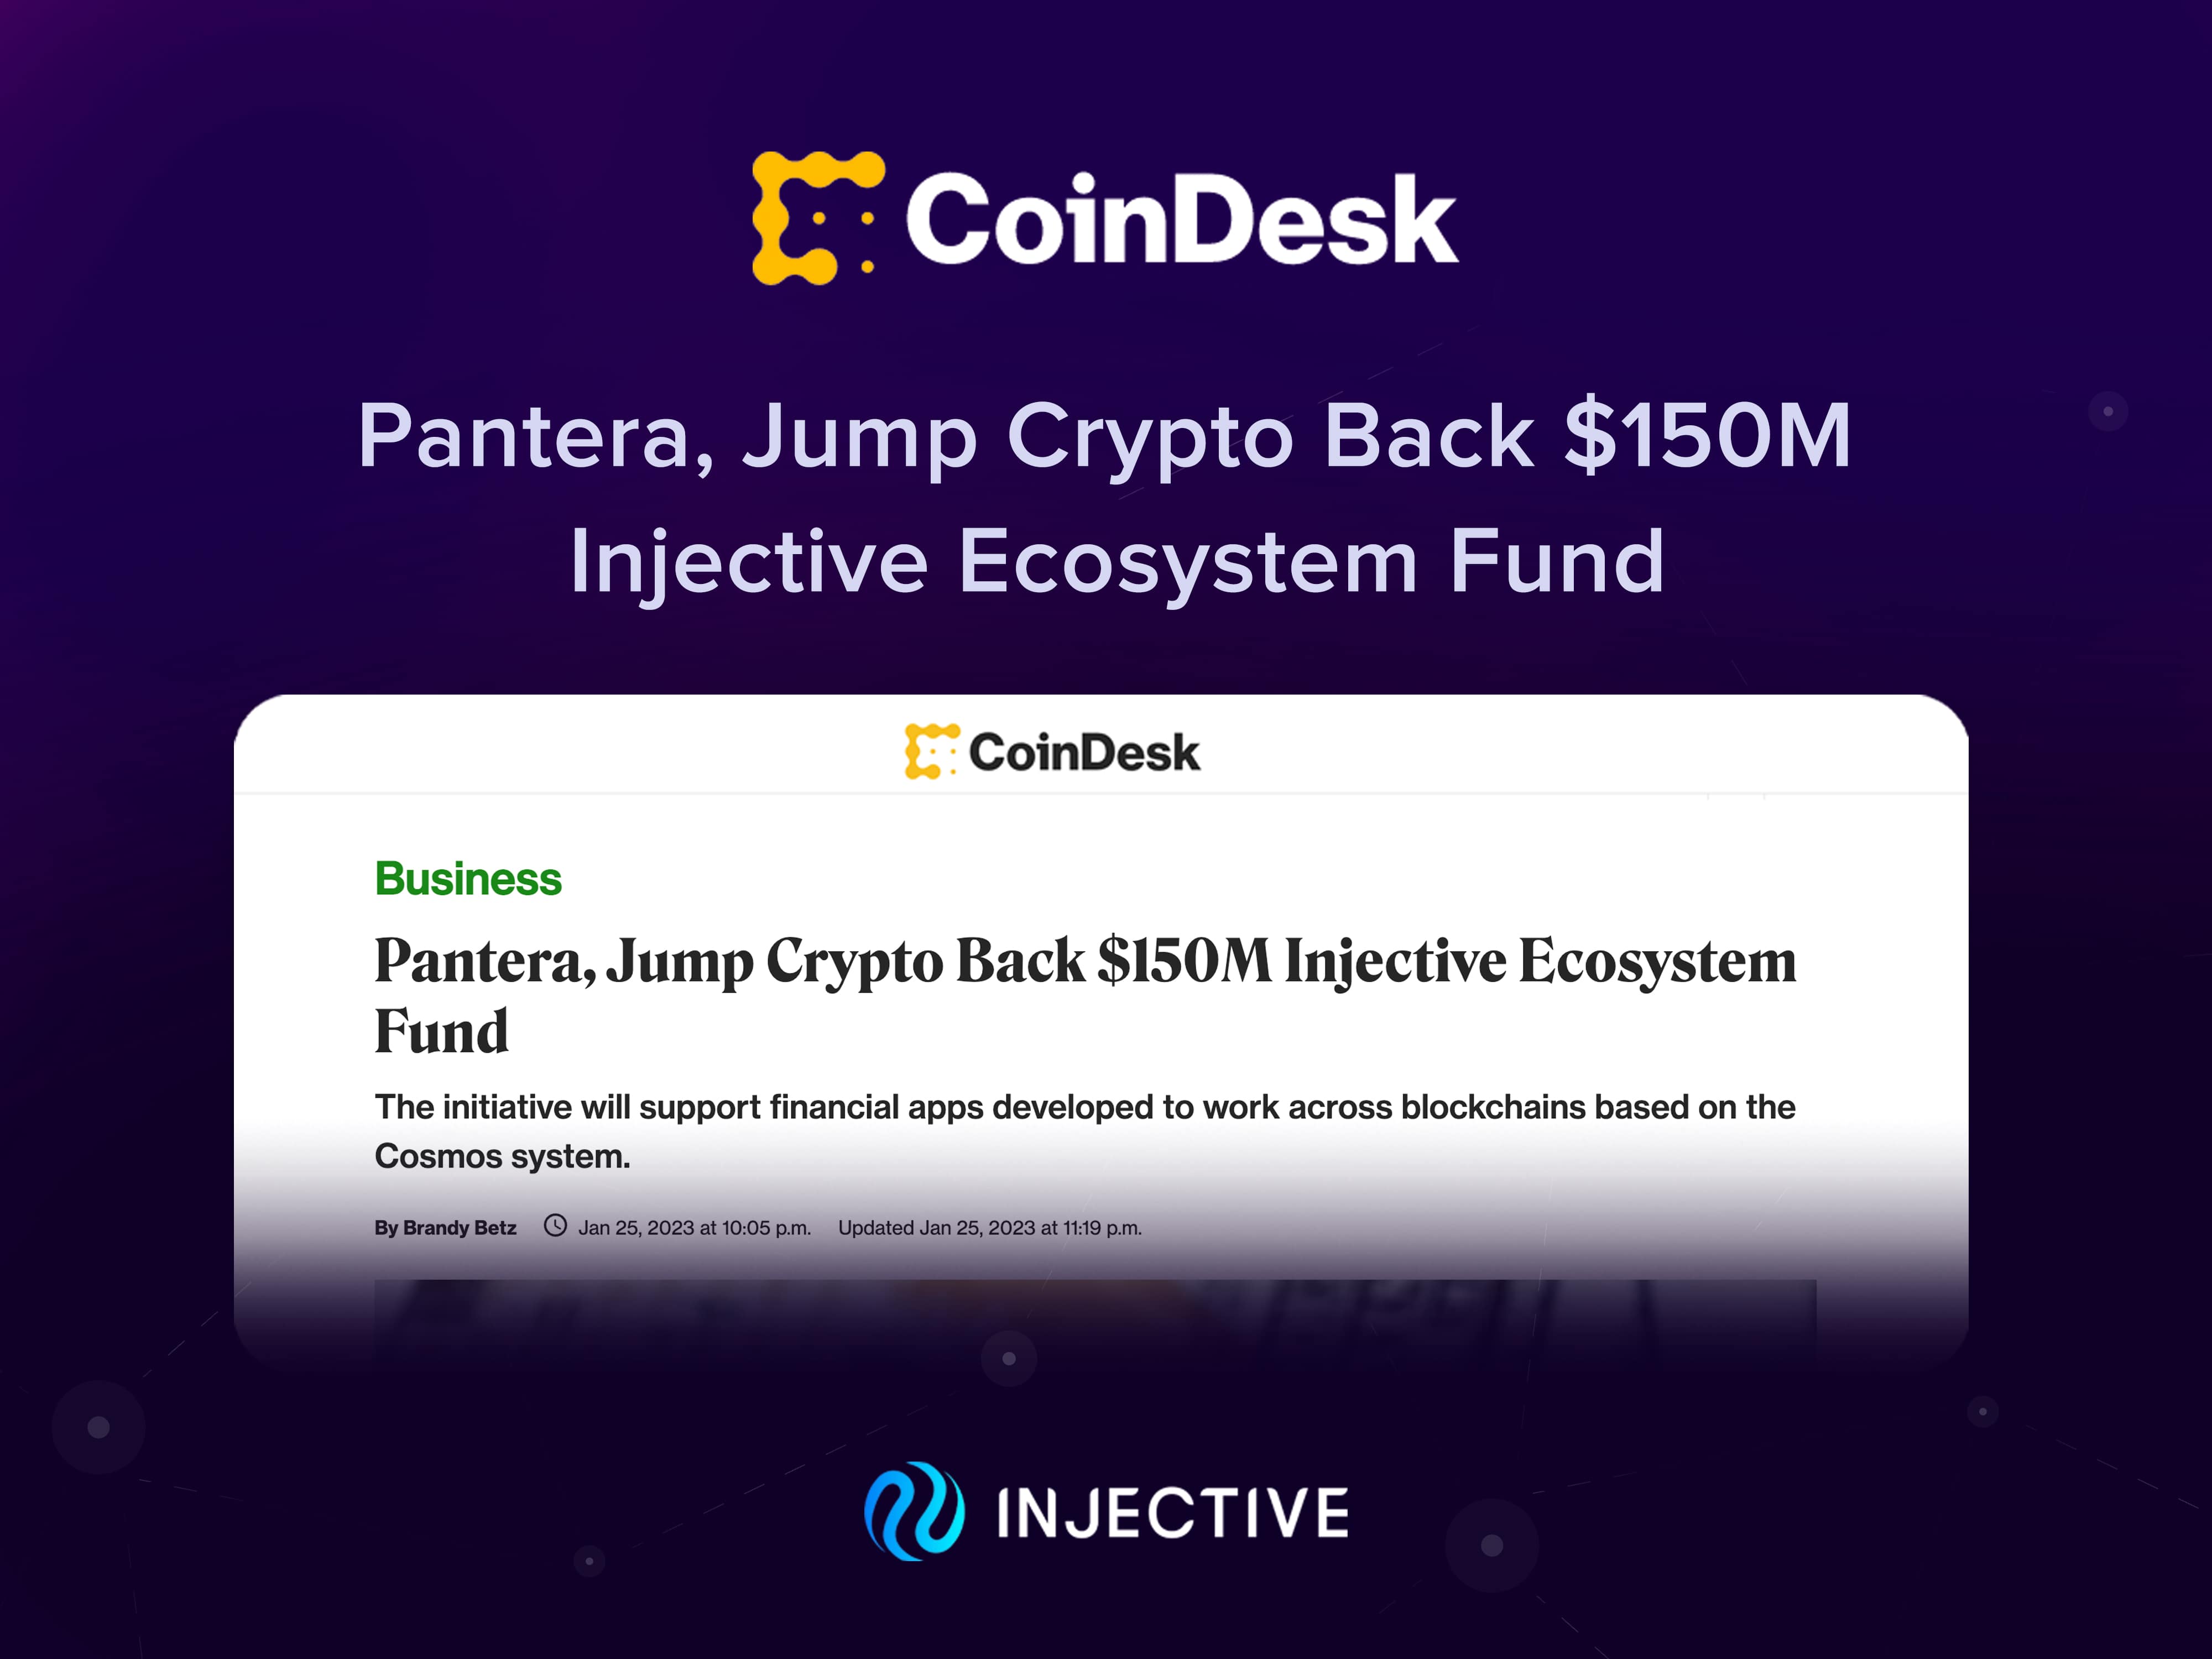 CoinDesk
Pantera, Jump Crypto Back $150M
Injective Ecosystem Fund
CoinDesk
Business
Pantera, Jump Crypto Back $150M Injective Ecosystem
Fund
The initiative will support financial apps developed to work across blockchains based on the
Cosmos system.
By Brandy Betz Jan 25, 2023 at 10:05 p.m. Updated Jan 25, 2023 at 11:19 p.m.
INJECTIVE